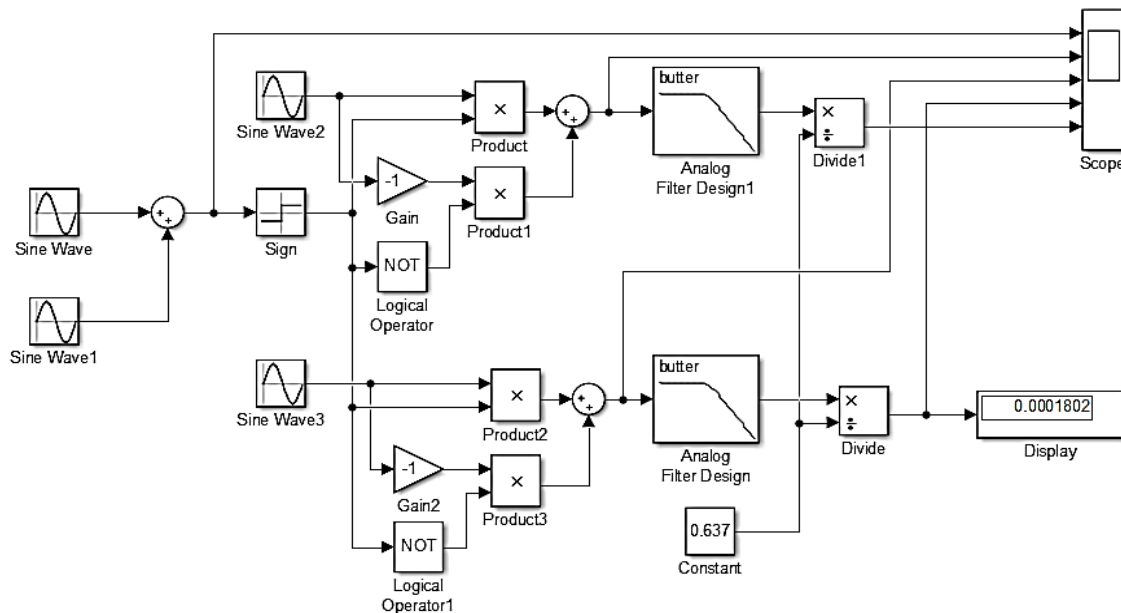 butter
Sine Wave2
Product
Analog
Filter Design1
Divide1
Scope
-1
Gain
Product1
Sine Wave
Sign
NOT
Logical
Operator
Sine Wave1
butter
Sine Wave3
Product2
Analog
Filter Design
Divide
0.0001802
Display
-1
Gain2
Product3
0.637
Constant
NOT
Logical
Operator1